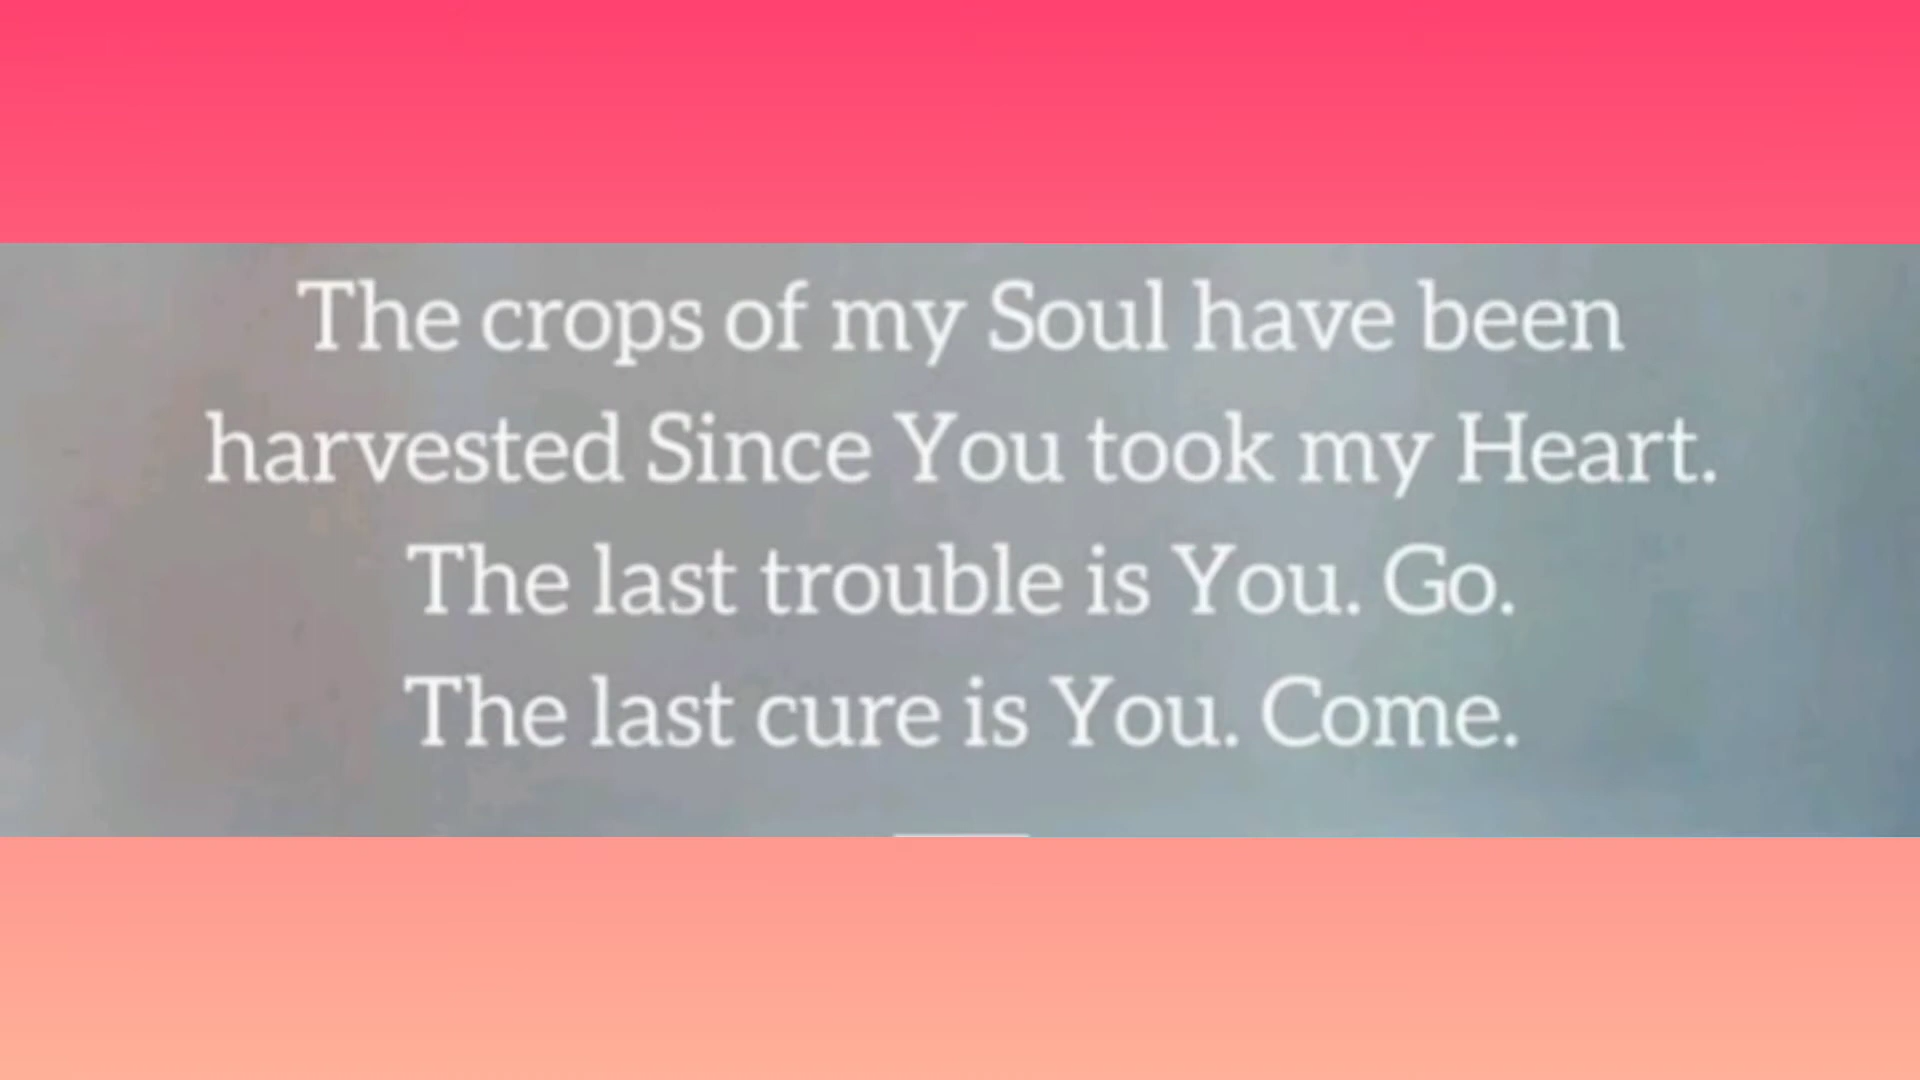 The crops of my Soul have been
harvested Since You took my Heart.
The last trouble is You. Go.
The last cure is You. Come.